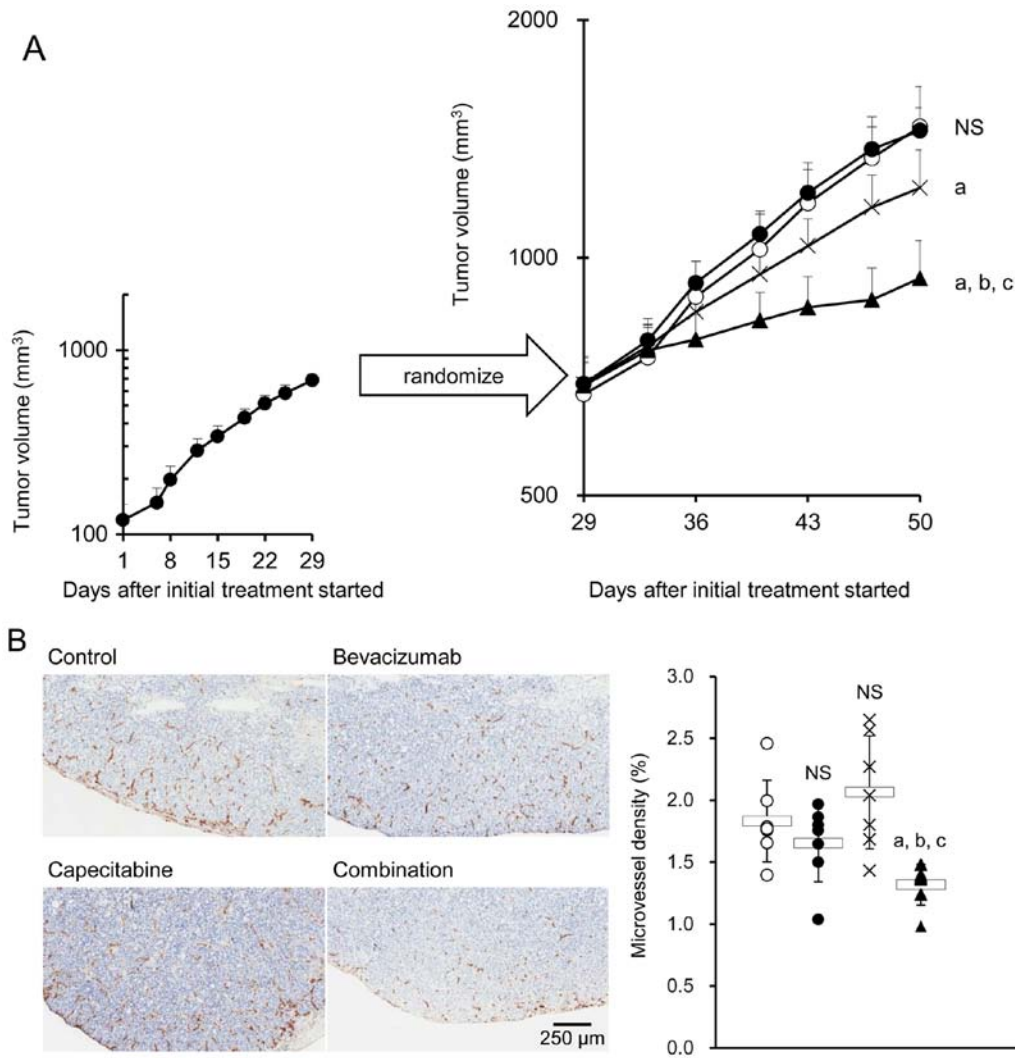 A
Tumor volume (mm³)
1000
100
1 8 15 22 29
Days after initial treatment started
randomize
Tumor volume (mm³)
2000
1000
500
29 36 43 50
Days after initial treatment started
NS
a
a, b, c
B
Control
Bevacizumab
Capecitabine
Combination
250 μm
Microvessel density (%)
3.0
2.5
2.0
1.5
1.0
0.5
0.0
NS
NS
a, b, c